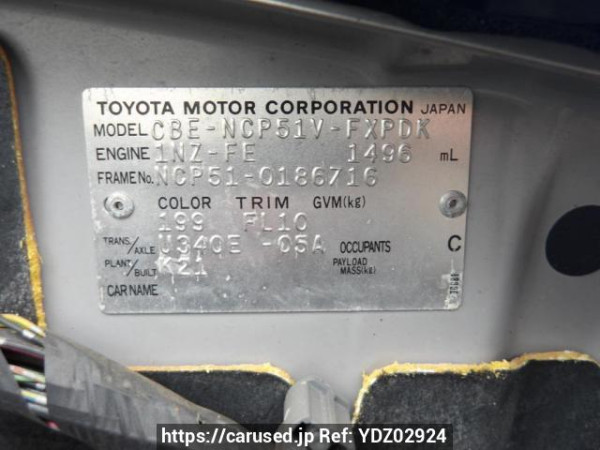 TOYOTA MOTOR CORPORATION JAPAN
MODEL CBE-NCP51V-FXPDK
ENGINE 1NZ-FE 1496 mL
FRAME No. NCP51-0186716
COLOR TRIM GVM(kg)
199 FL10
TRANS./AXLE U340E -05A OCCUPANTS C
PLANT/BUILT K21 PAYLOAD MASS(kg)
CAR NAME
https://carused.jp Ref: YDZ02924